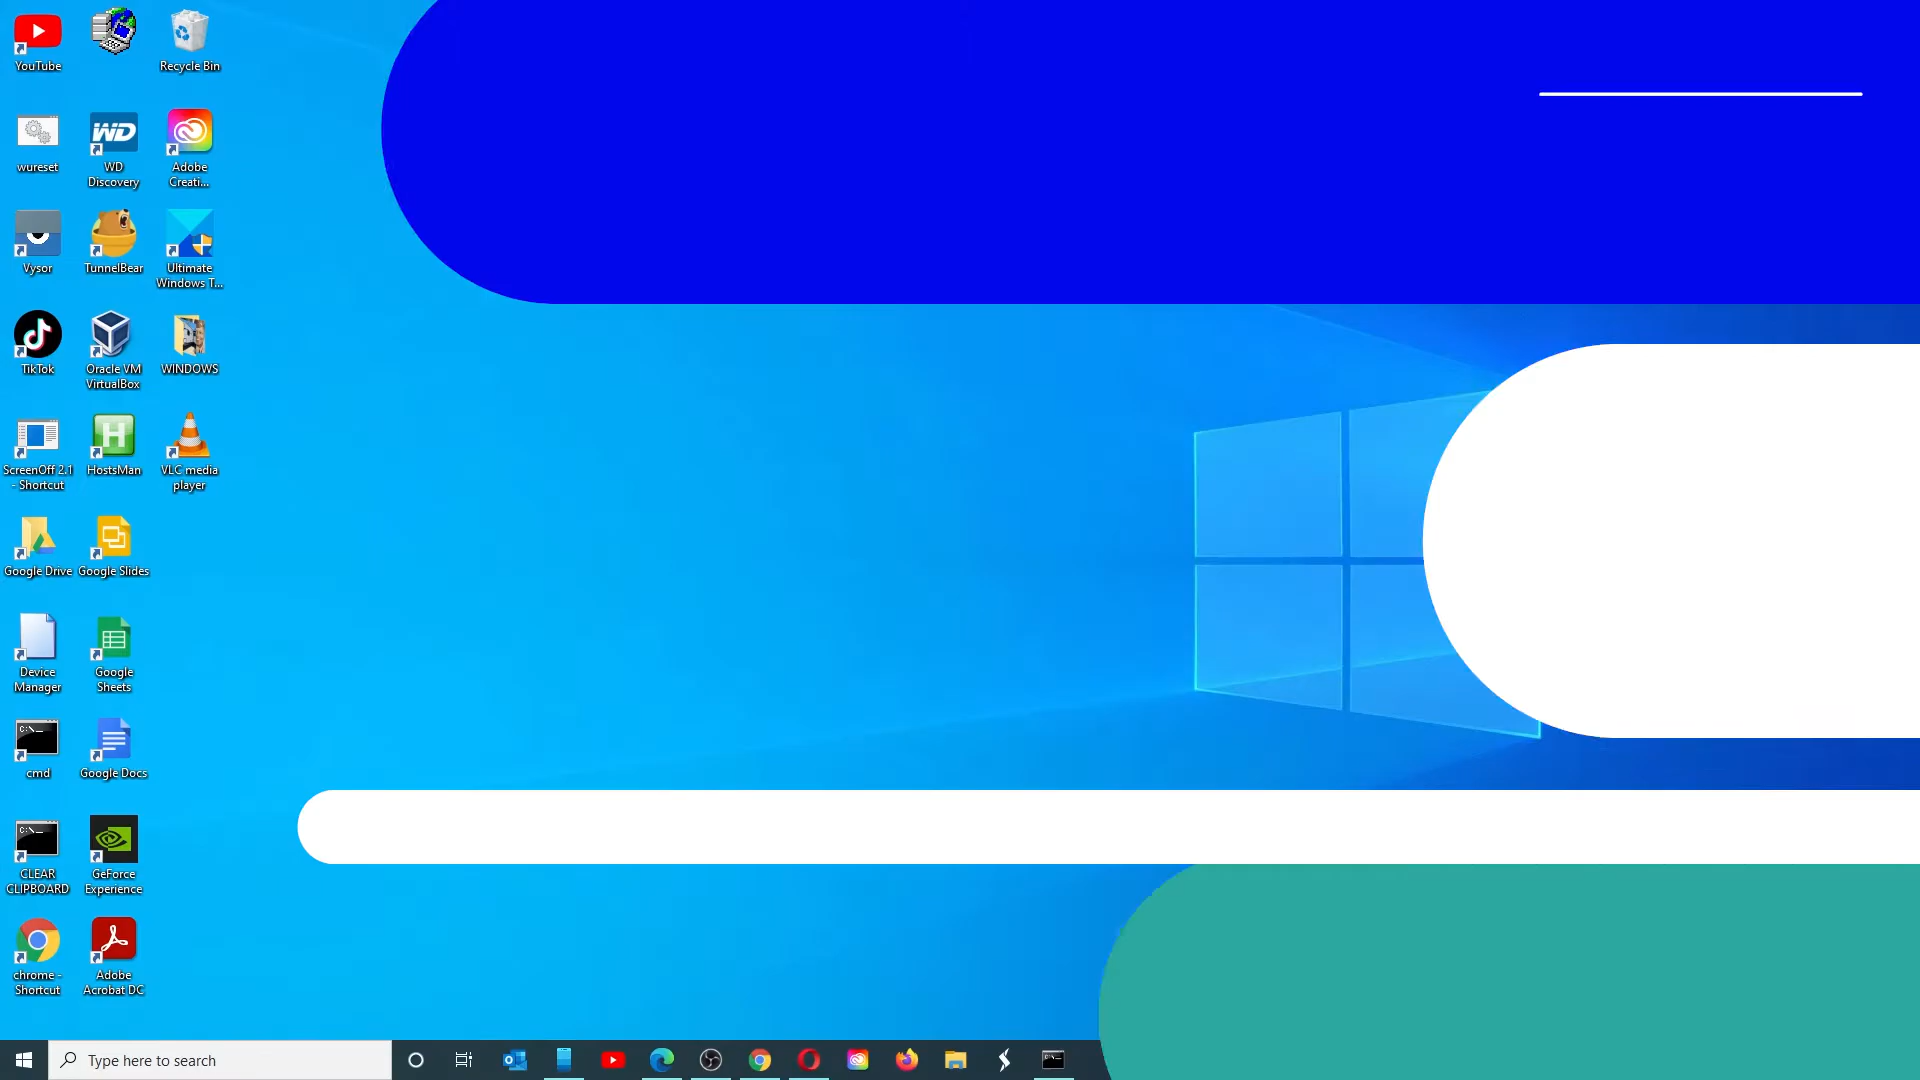 YouTube
Recycle Bin
wureset
WD
Discovery
Adobe
Creati...
Vysor
TunnelBear
Ultimate
Windows T...
TikTok
Oracle VM
VirtualBox
WINDOWS
ScreenOff 2.1
- Shortcut
HostsMan
VLC media
player
Google Drive
Google Slides
Device
Manager
Google
Sheets
cmd
Google Docs
CLEAR
CLIPBOARD
GeForce
Experience
chrome -
Shortcut
Adobe
Acrobat DC
Type here to search